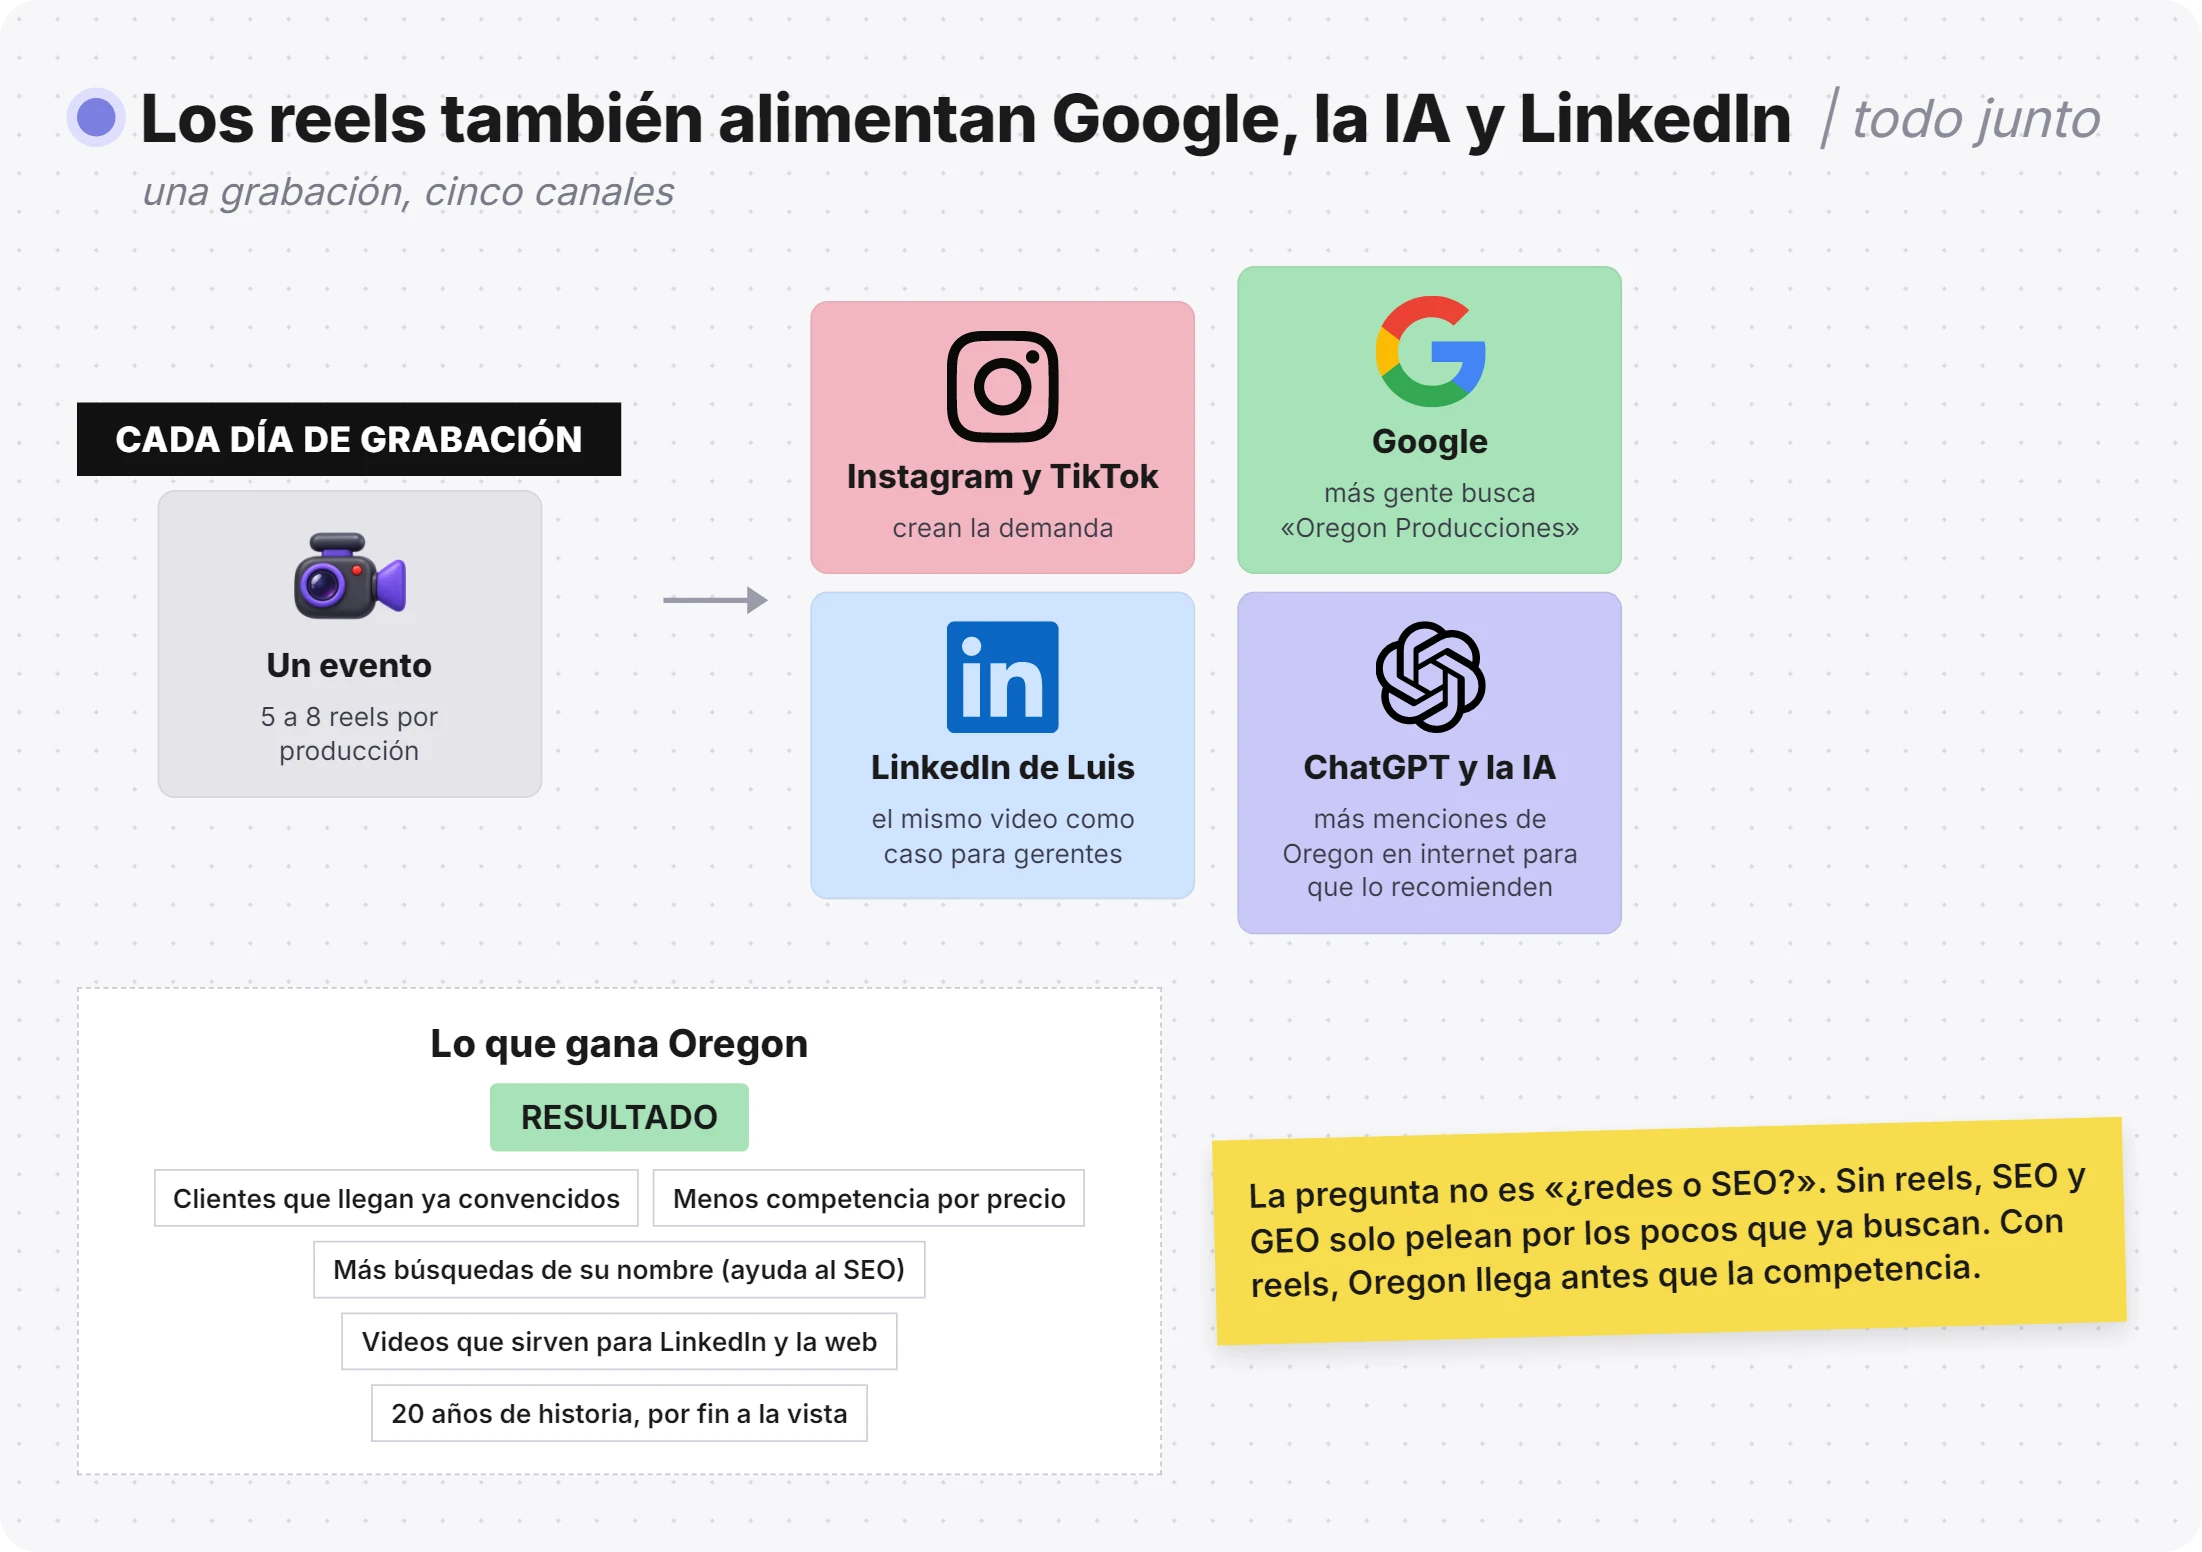 Los reels también alimentan Google, la IA y LinkedIn / todo junto
una grabación, cinco canales
CADA DÍA DE GRABACIÓN
Un evento
5 a 8 reels por
producción
Instagram y TikTok
crean la demanda
Google
más gente busca
«Oregon Producciones»
LinkedIn de Luis
el mismo video como
caso para gerentes
ChatGPT y la IA
más menciones de
Oregon en internet para
que lo recomienden
Lo que gana Oregon
RESULTADO
Clientes que llegan ya convencidos
Menos competencia por precio
Más búsquedas de su nombre (ayuda al SEO)
Videos que sirven para LinkedIn y la web
20 años de historia, por fin a la vista
La pregunta no es «¿redes o SEO?». Sin reels, SEO y
GEO solo pelean por los pocos que ya buscan. Con
reels, Oregon llega antes que la competencia.